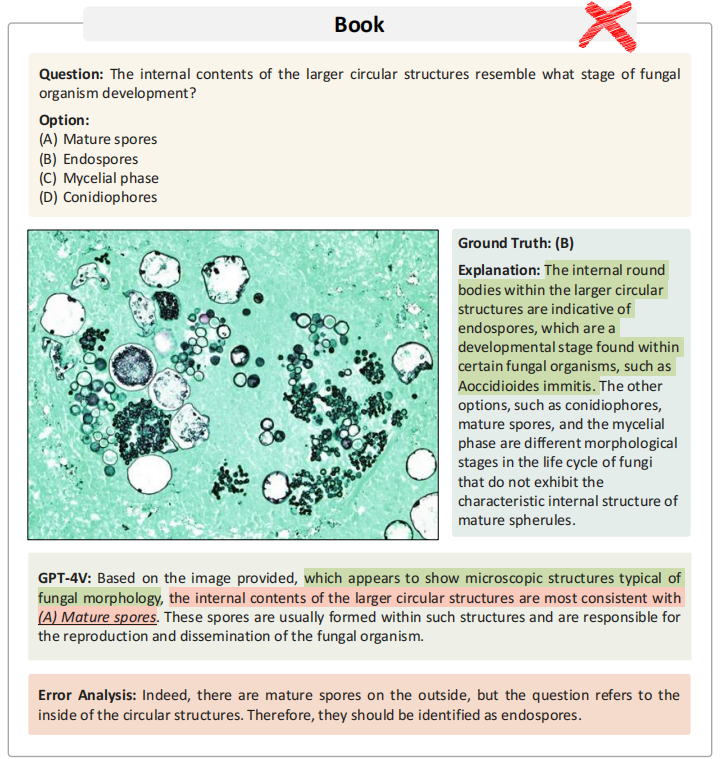 Book
Question: The internal contents of the larger circular structures resemble what stage of fungal
organism development?
Option:
(A) Mature spores
(B) Endospores
(C) Mycelial phase
(D) Conidiophores
Ground Truth: (B)
Explanation: The internal round
bodies within the larger circular
structures are indicative of
endospores, which are a
developmental stage found within
certain fungal organisms, such as
Aoccidioides immitis. The other
options, such as conidiophores,
mature spores, and the mycelial
phase are different morphological
stages in the life cycle of fungi
that do not exhibit the
characteristic internal structure of
mature spherules.
GPT-4V: Based on the image provided, which appears to show microscopic structures typical of
fungal morphology, the internal contents of the larger circular structures are most consistent with
(A) Mature spores. These spores are usually formed within such structures and are responsible for
the reproduction and dissemination of the fungal organism.
Error Analysis: Indeed, there are mature spores on the outside, but the question refers to the
inside of the circular structures. Therefore, they should be identified as endospores.